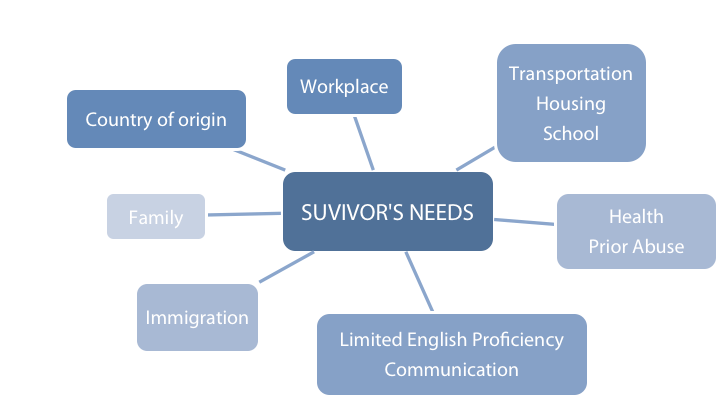 Workplace
Transportation
Housing
School
Country of origin
SUVIVOR'S NEEDS
Family
Health
Prior Abuse
Immigration
Limited English Proficiency
Communication